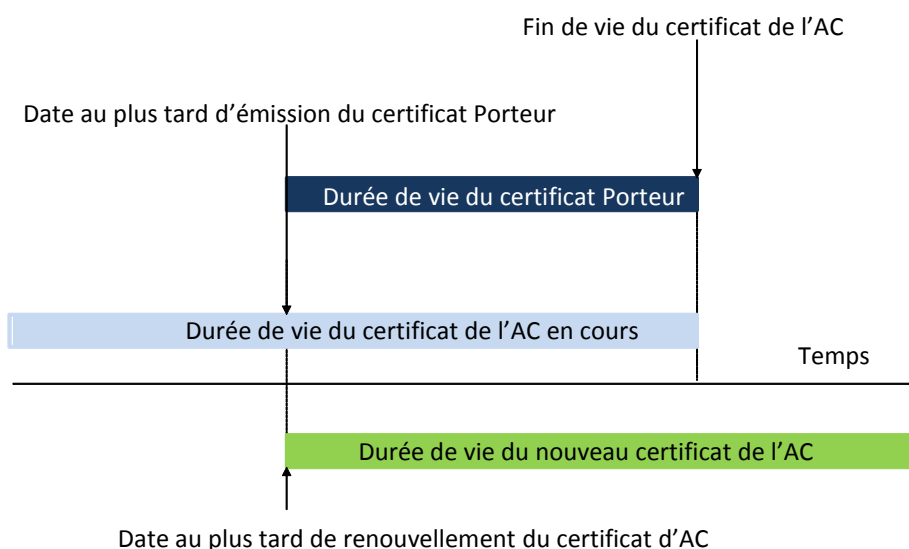 Fin de vie du certificat de l’AC
Date au plus tard d’émission du certificat Porteur
Durée de vie du certificat Porteur
Durée de vie du certificat de l’AC en cours
Temps
Durée de vie du nouveau certificat de l’AC
Date au plus tard de renouvellement du certificat d’AC